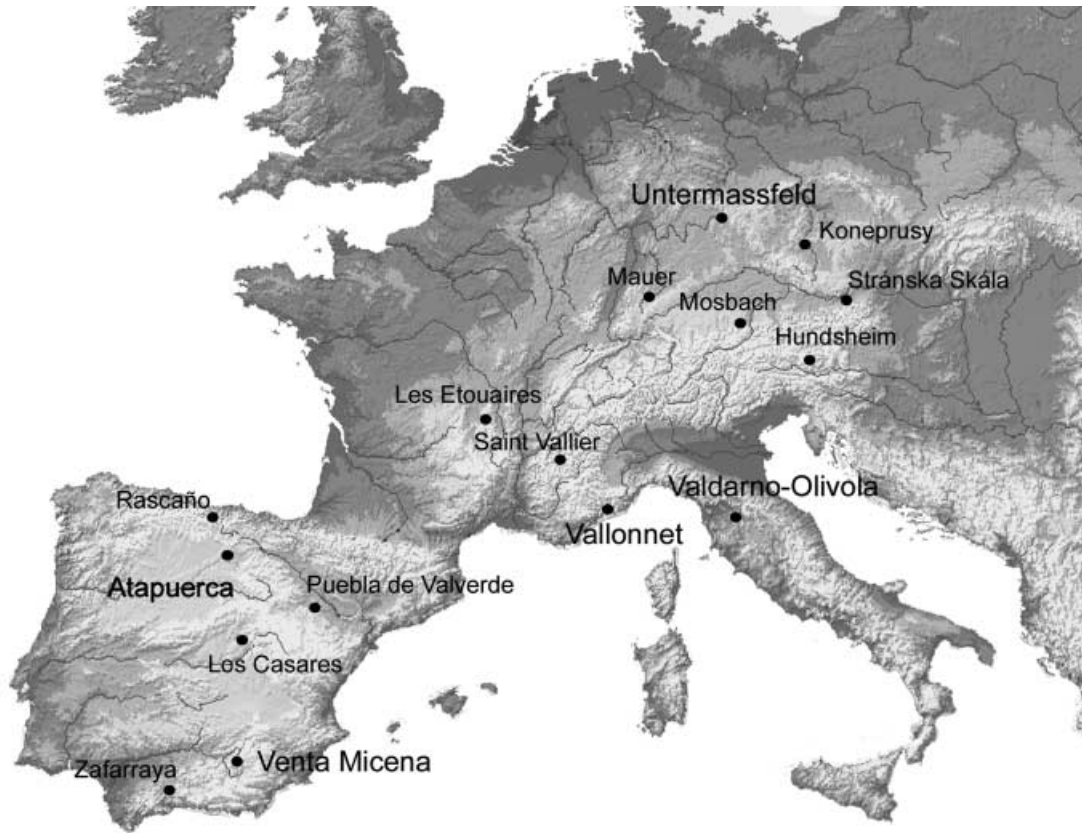 Untermassfeld
Koneprusy
Mauer
Stránska Skála
Mosbach
Hundsheim
Les Etouaires
Saint Vallier
Valdarno-Olivola
Rascaño
Vallonnet
Atapuerca
Puebla de Valverde
Los Casares
Venta Micena
Zafarraya